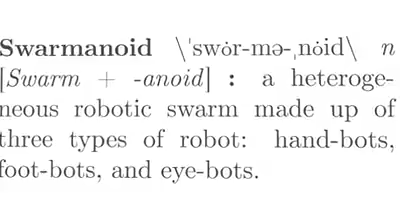 Swarmanoid \ˈswȯr-mə-ˌnȯid\ n
[Swarm + -anoid] : a heteroge-
neous robotic swarm made up of
three types of robot: hand-bots,
foot-bots, and eye-bots.